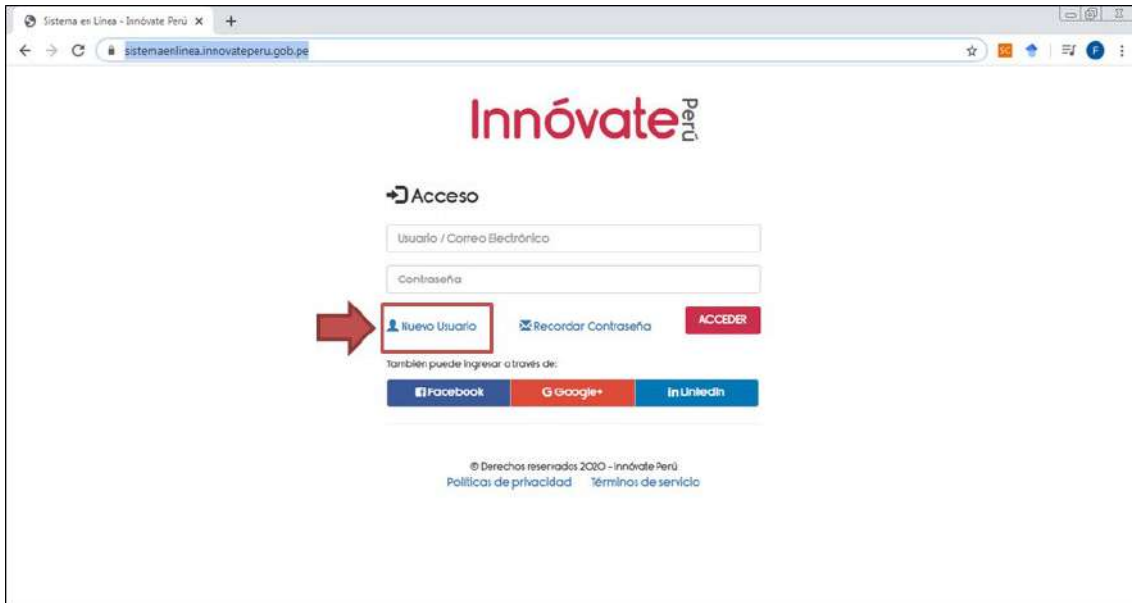 Sistema en Línea - Innóvate Perú
sistemaenlinea.innovateperu.gob.pe
SC
F
Innóvate Perú
Acceso
Usuario / Correo Electrónico
Contraseña
Nuevo Usuario Recordar Contraseña ACCEDER
También puede ingresar a través de:
Facebook G Google+ in LinkedIn
© Derechos reservados 2020 - Innóvate Perú
Políticas de privacidad Términos de servicio